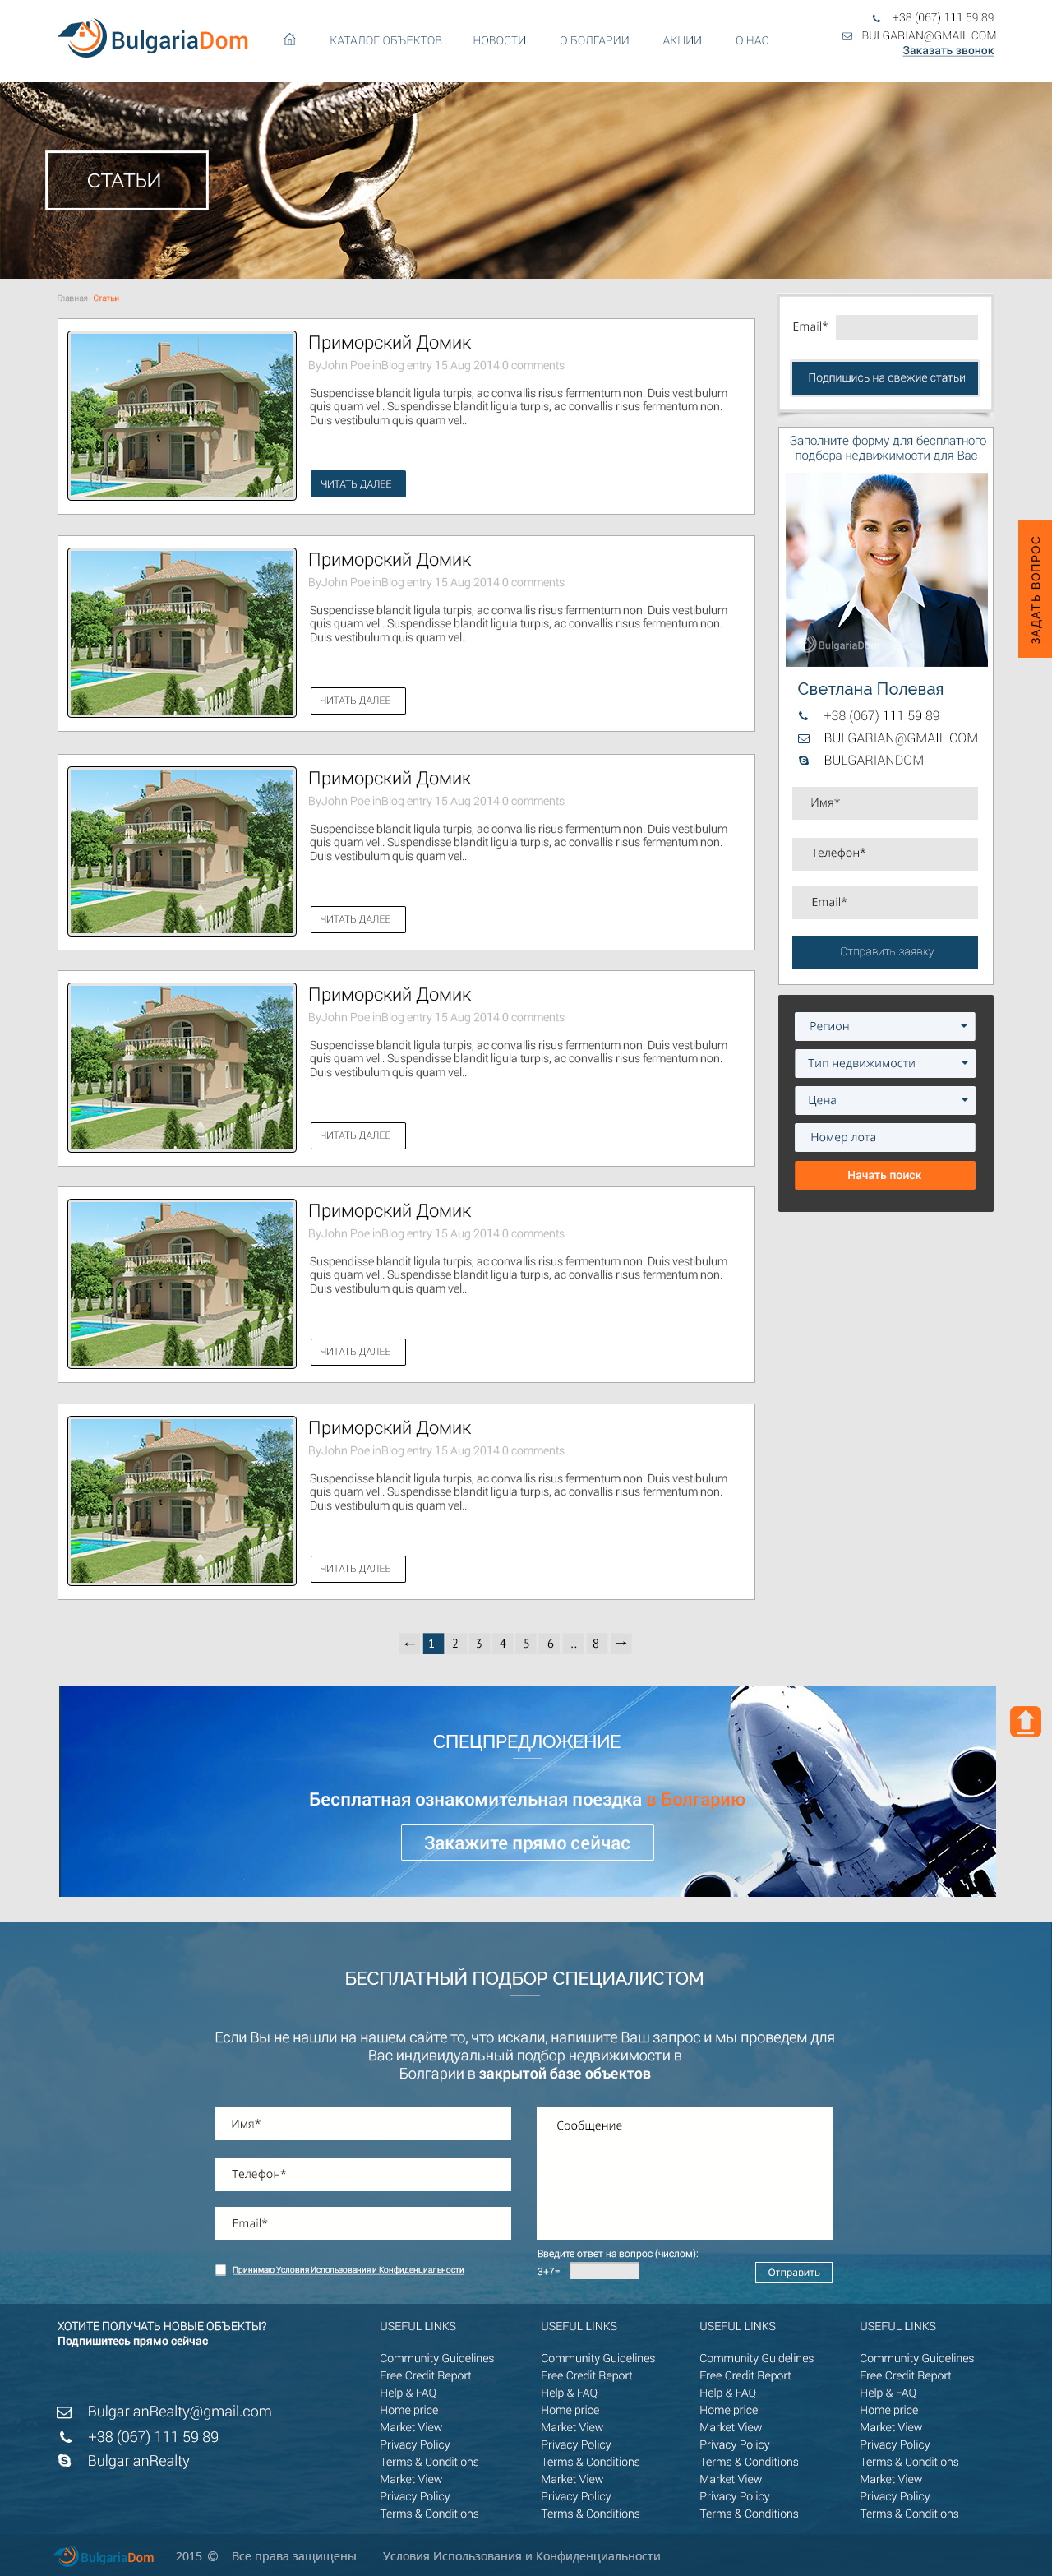 BulgariaDom
КАТАЛОГ ОБЪЕКТОВ
НОВОСТИ
О БОЛГАРИИ
АКЦИИ
О НАС
+38 (067) 111 59 89
BULGARIAN@GMAIL.COM
Заказать звонок
СТАТЬИ
Главная - Статьи
Приморский Домик
ByJohn Poe inBlog entry 15 Aug 2014 0 comments
Suspendisse blandit ligula turpis, ac convallis risus fermentum non. Duis vestibulum
quis quam vel.. Suspendisse blandit ligula turpis, ac convallis risus fermentum non.
Duis vestibulum quis quam vel..
ЧИТАТЬ ДАЛЕЕ
Приморский Домик
ByJohn Poe inBlog entry 15 Aug 2014 0 comments
Suspendisse blandit ligula turpis, ac convallis risus fermentum non. Duis vestibulum
quis quam vel.. Suspendisse blandit ligula turpis, ac convallis risus fermentum non.
Duis vestibulum quis quam vel..
ЧИТАТЬ ДАЛЕЕ
Приморский Домик
ByJohn Poe inBlog entry 15 Aug 2014 0 comments
Suspendisse blandit ligula turpis, ac convallis risus fermentum non. Duis vestibulum
quis quam vel.. Suspendisse blandit ligula turpis, ac convallis risus fermentum non.
Duis vestibulum quis quam vel..
ЧИТАТЬ ДАЛЕЕ
Приморский Домик
ByJohn Poe inBlog entry 15 Aug 2014 0 comments
Suspendisse blandit ligula turpis, ac convallis risus fermentum non. Duis vestibulum
quis quam vel.. Suspendisse blandit ligula turpis, ac convallis risus fermentum non.
Duis vestibulum quis quam vel..
ЧИТАТЬ ДАЛЕЕ
Приморский Домик
ByJohn Poe inBlog entry 15 Aug 2014 0 comments
Suspendisse blandit ligula turpis, ac convallis risus fermentum non. Duis vestibulum
quis quam vel.. Suspendisse blandit ligula turpis, ac convallis risus fermentum non.
Duis vestibulum quis quam vel..
ЧИТАТЬ ДАЛЕЕ
Приморский Домик
ByJohn Poe inBlog entry 15 Aug 2014 0 comments
Suspendisse blandit ligula turpis, ac convallis risus fermentum non. Duis vestibulum
quis quam vel.. Suspendisse blandit ligula turpis, ac convallis risus fermentum non.
Duis vestibulum quis quam vel..
ЧИТАТЬ ДАЛЕЕ
← 1 2 3 4 5 6 .. 8 →
Email*
Подпишись на свежие статьи
Заполните форму для бесплатного
подбора недвижимости для Вас
BulgariaDom
Светлана Полевая
+38 (067) 111 59 89
BULGARIAN@GMAIL.COM
BULGARIANDOM
Имя*
Телефон*
Email*
Отправить заявку
Регион
Тип недвижимости
Цена
Номер лота
Начать поиск
ЗАДАТЬ ВОПРОС
СПЕЦПРЕДЛОЖЕНИЕ
Бесплатная ознакомительная поездка в Болгарию
Закажите прямо сейчас
БЕСПЛАТНЫЙ ПОДБОР СПЕЦИАЛИСТОМ
Если Вы не нашли на нашем сайте то, что искали, напишите Ваш запрос и мы проведем для
Вас индивидуальный подбор недвижимости в
Болгарии в закрытой базе объектов
Имя*
Телефон*
Email*
Принимаю Условия Использования и Конфиденциальности
Сообщение
Введите ответ на вопрос (числом):
3+7=
Отправить
ХОТИТЕ ПОЛУЧАТЬ НОВЫЕ ОБЪЕКТЫ?
Подпишитесь прямо сейчас
BulgarianRealty@gmail.com
+38 (067) 111 59 89
BulgarianRealty
USEFUL LINKS
Community Guidelines
Free Credit Report
Help & FAQ
Home price
Market View
Privacy Policy
Terms & Conditions
Market View
Privacy Policy
Terms & Conditions
USEFUL LINKS
Community Guidelines
Free Credit Report
Help & FAQ
Home price
Market View
Privacy Policy
Terms & Conditions
Market View
Privacy Policy
Terms & Conditions
USEFUL LINKS
Community Guidelines
Free Credit Report
Help & FAQ
Home price
Market View
Privacy Policy
Terms & Conditions
Market View
Privacy Policy
Terms & Conditions
USEFUL LINKS
Community Guidelines
Free Credit Report
Help & FAQ
Home price
Market View
Privacy Policy
Terms & Conditions
Market View
Privacy Policy
Terms & Conditions
BulgariaDom
2015 © Все права защищены
Условия Использования и Конфиденциальности